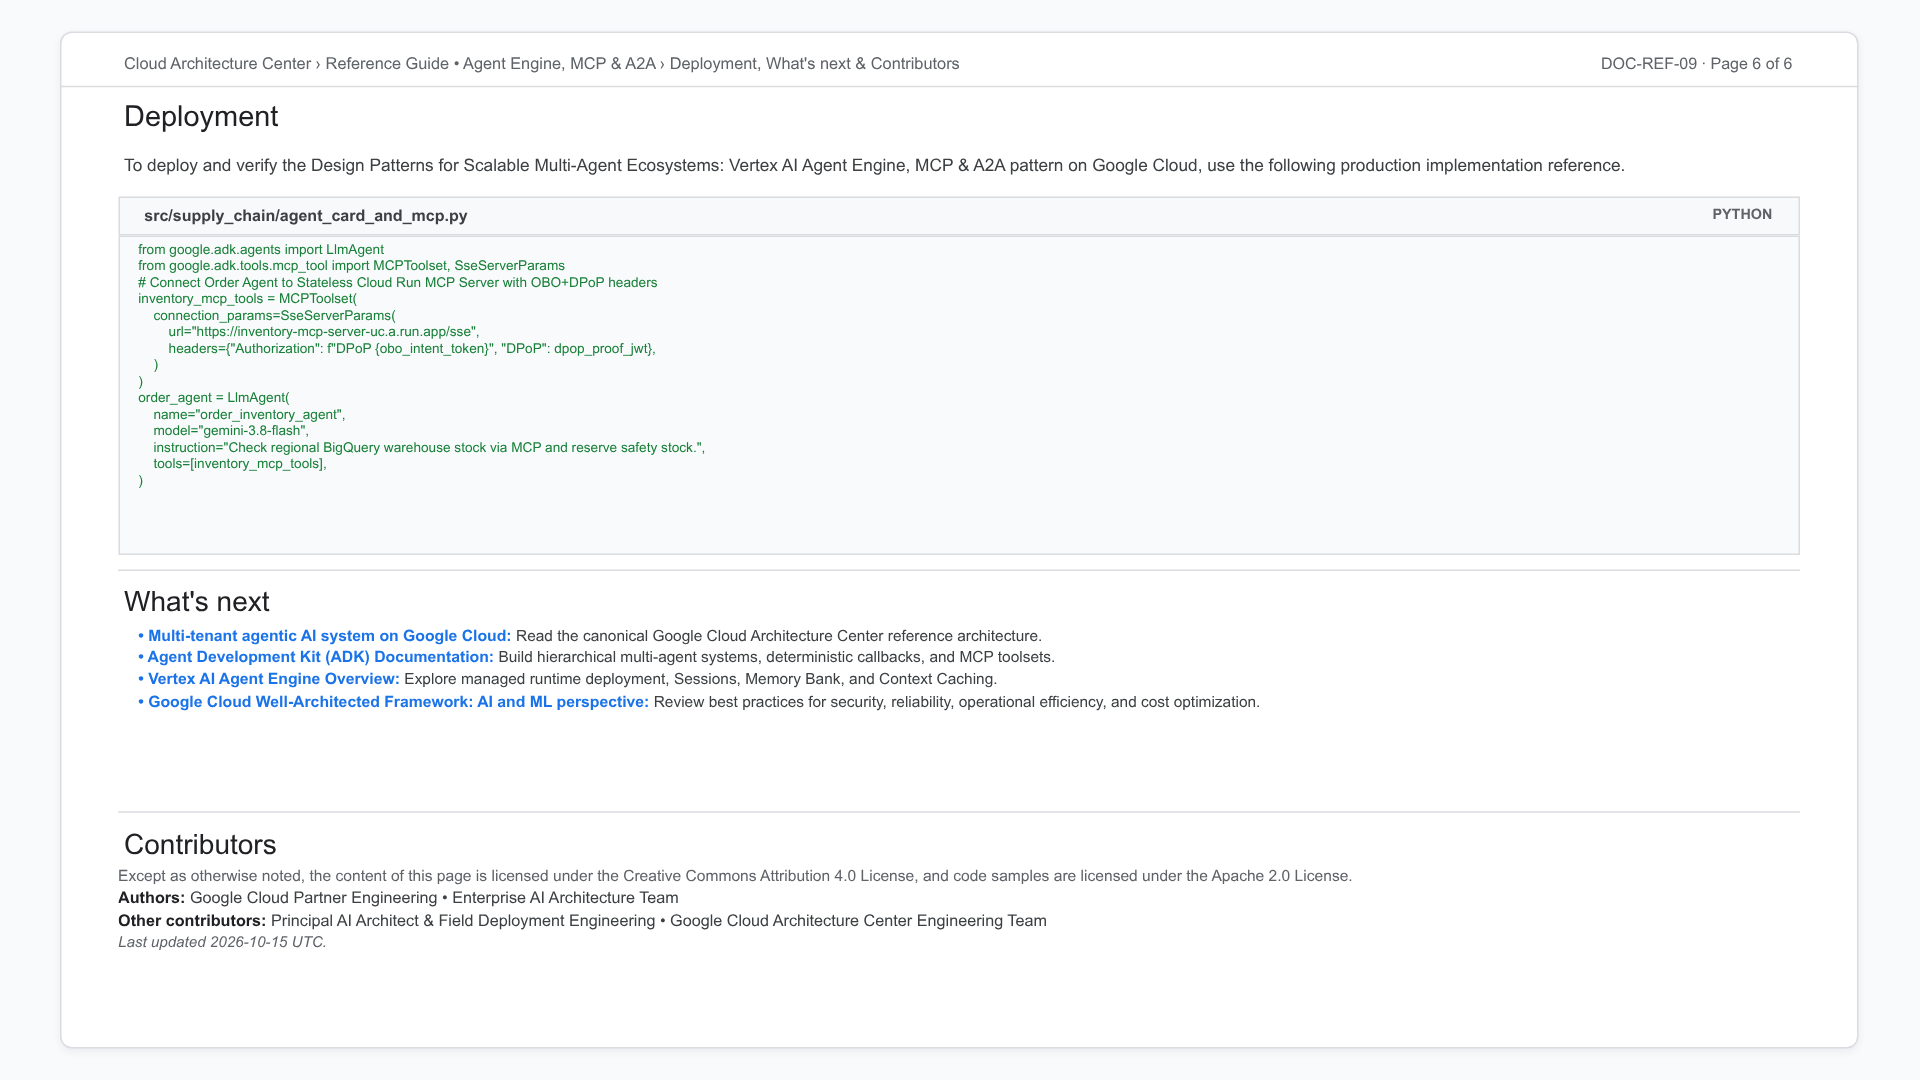 Cloud Architecture Center › Reference Guide • Agent Engine, MCP & A2A › Deployment, What's next & Contributors
DOC-REF-09 · Page 6 of 6
Deployment
To deploy and verify the Design Patterns for Scalable Multi-Agent Ecosystems: Vertex AI Agent Engine, MCP & A2A pattern on Google Cloud, use the following production implementation reference.
src/supply_chain/agent_card_and_mcp.py
PYTHON
from google.adk.agents import LlmAgent
from google.adk.tools.mcp_tool import MCPToolset, SseServerParams
# Connect Order Agent to Stateless Cloud Run MCP Server with OBO+DPoP headers
inventory_mcp_tools = MCPToolset(
    connection_params=SseServerParams(
        url="https://inventory-mcp-server-uc.a.run.app/sse",
        headers={"Authorization": f"DPoP {obo_intent_token}", "DPoP": dpop_proof_jwt},
    )
)
order_agent = LlmAgent(
    name="order_inventory_agent",
    model="gemini-3.8-flash",
    instruction="Check regional BigQuery warehouse stock via MCP and reserve safety stock.",
    tools=[inventory_mcp_tools],
)
What's next
• Multi-tenant agentic AI system on Google Cloud: Read the canonical Google Cloud Architecture Center reference architecture.
• Agent Development Kit (ADK) Documentation: Build hierarchical multi-agent systems, deterministic callbacks, and MCP toolsets.
• Vertex AI Agent Engine Overview: Explore managed runtime deployment, Sessions, Memory Bank, and Context Caching.
• Google Cloud Well-Architected Framework: AI and ML perspective: Review best practices for security, reliability, operational efficiency, and cost optimization.
Contributors
Except as otherwise noted, the content of this page is licensed under the Creative Commons Attribution 4.0 License, and code samples are licensed under the Apache 2.0 License.
Authors: Google Cloud Partner Engineering • Enterprise AI Architecture Team
Other contributors: Principal AI Architect & Field Deployment Engineering • Google Cloud Architecture Center Engineering Team
Last updated 2026-10-15 UTC.